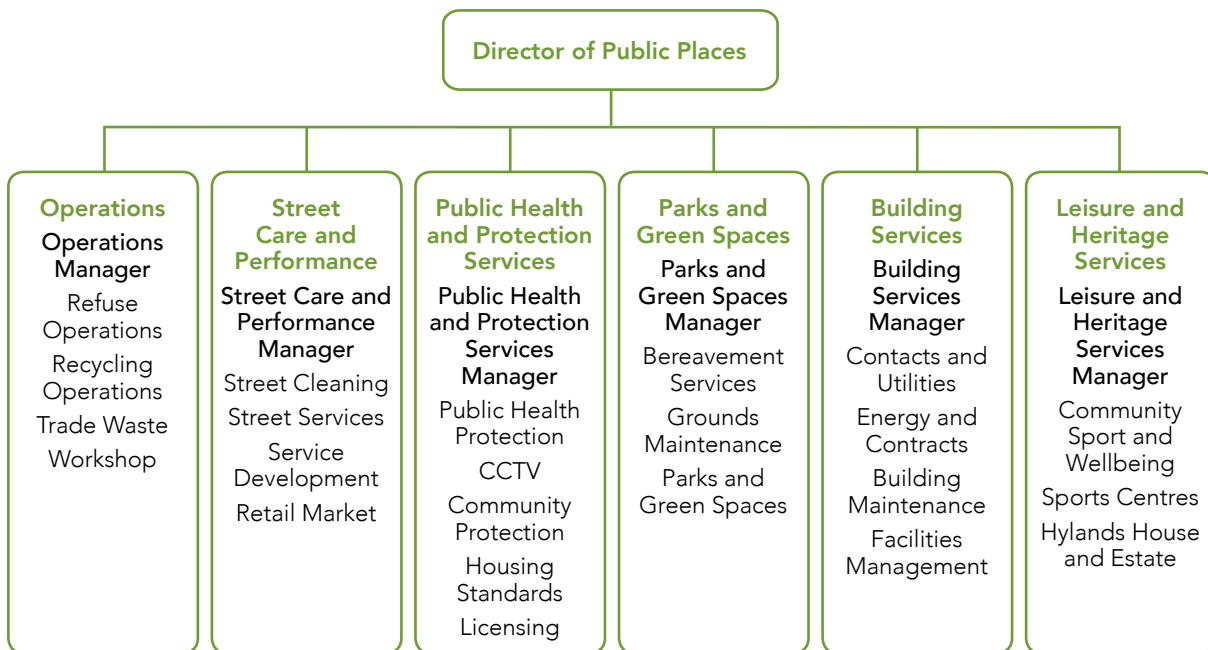 Director of Public Places
Operations
Operations
Manager
Refuse
Operations
Recycling
Operations
Trade Waste
Workshop
Street
Care and
Performance
Street Care and
Performance
Manager
Street Cleaning
Street Services
Service
Development
Retail Market
Public Health
and Protection
Services
Public Health
and Protection
Services
Manager
Public Health
Protection
CCTV
Community
Protection
Housing
Standards
Licensing
Parks and
Green Spaces
Parks and
Green Spaces
Manager
Bereavement
Services
Grounds
Maintenance
Parks and
Green Spaces
Building
Services
Building
Services
Manager
Contacts and
Utilities
Energy and
Contracts
Building
Maintenance
Facilities
Management
Leisure and
Heritage
Services
Leisure and
Heritage
Services
Manager
Community
Sport and
Wellbeing
Sports Centres
Hylands House
and Estate